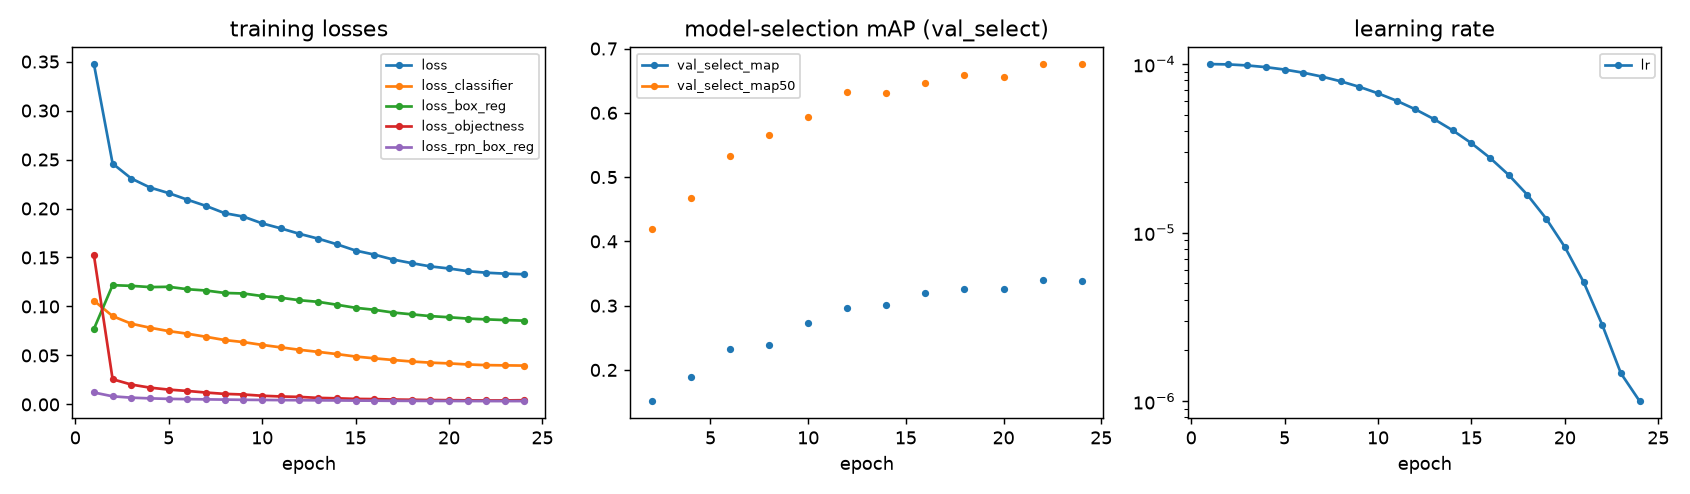 training losses
loss
loss_classifier
loss_box_reg
loss_objectness
loss_rpn_box_reg
0.35
0.30
0.25
0.20
0.15
0.10
0.05
0.00
0 5 10 15 20 25
epoch
model-selection mAP (val_select)
val_select_map
val_select_map50
0.7
0.6
0.5
0.4
0.3
0.2
5 10 15 20 25
epoch
learning rate
lr
10⁻⁴
10⁻⁵
10⁻⁶
0 5 10 15 20 25
epoch